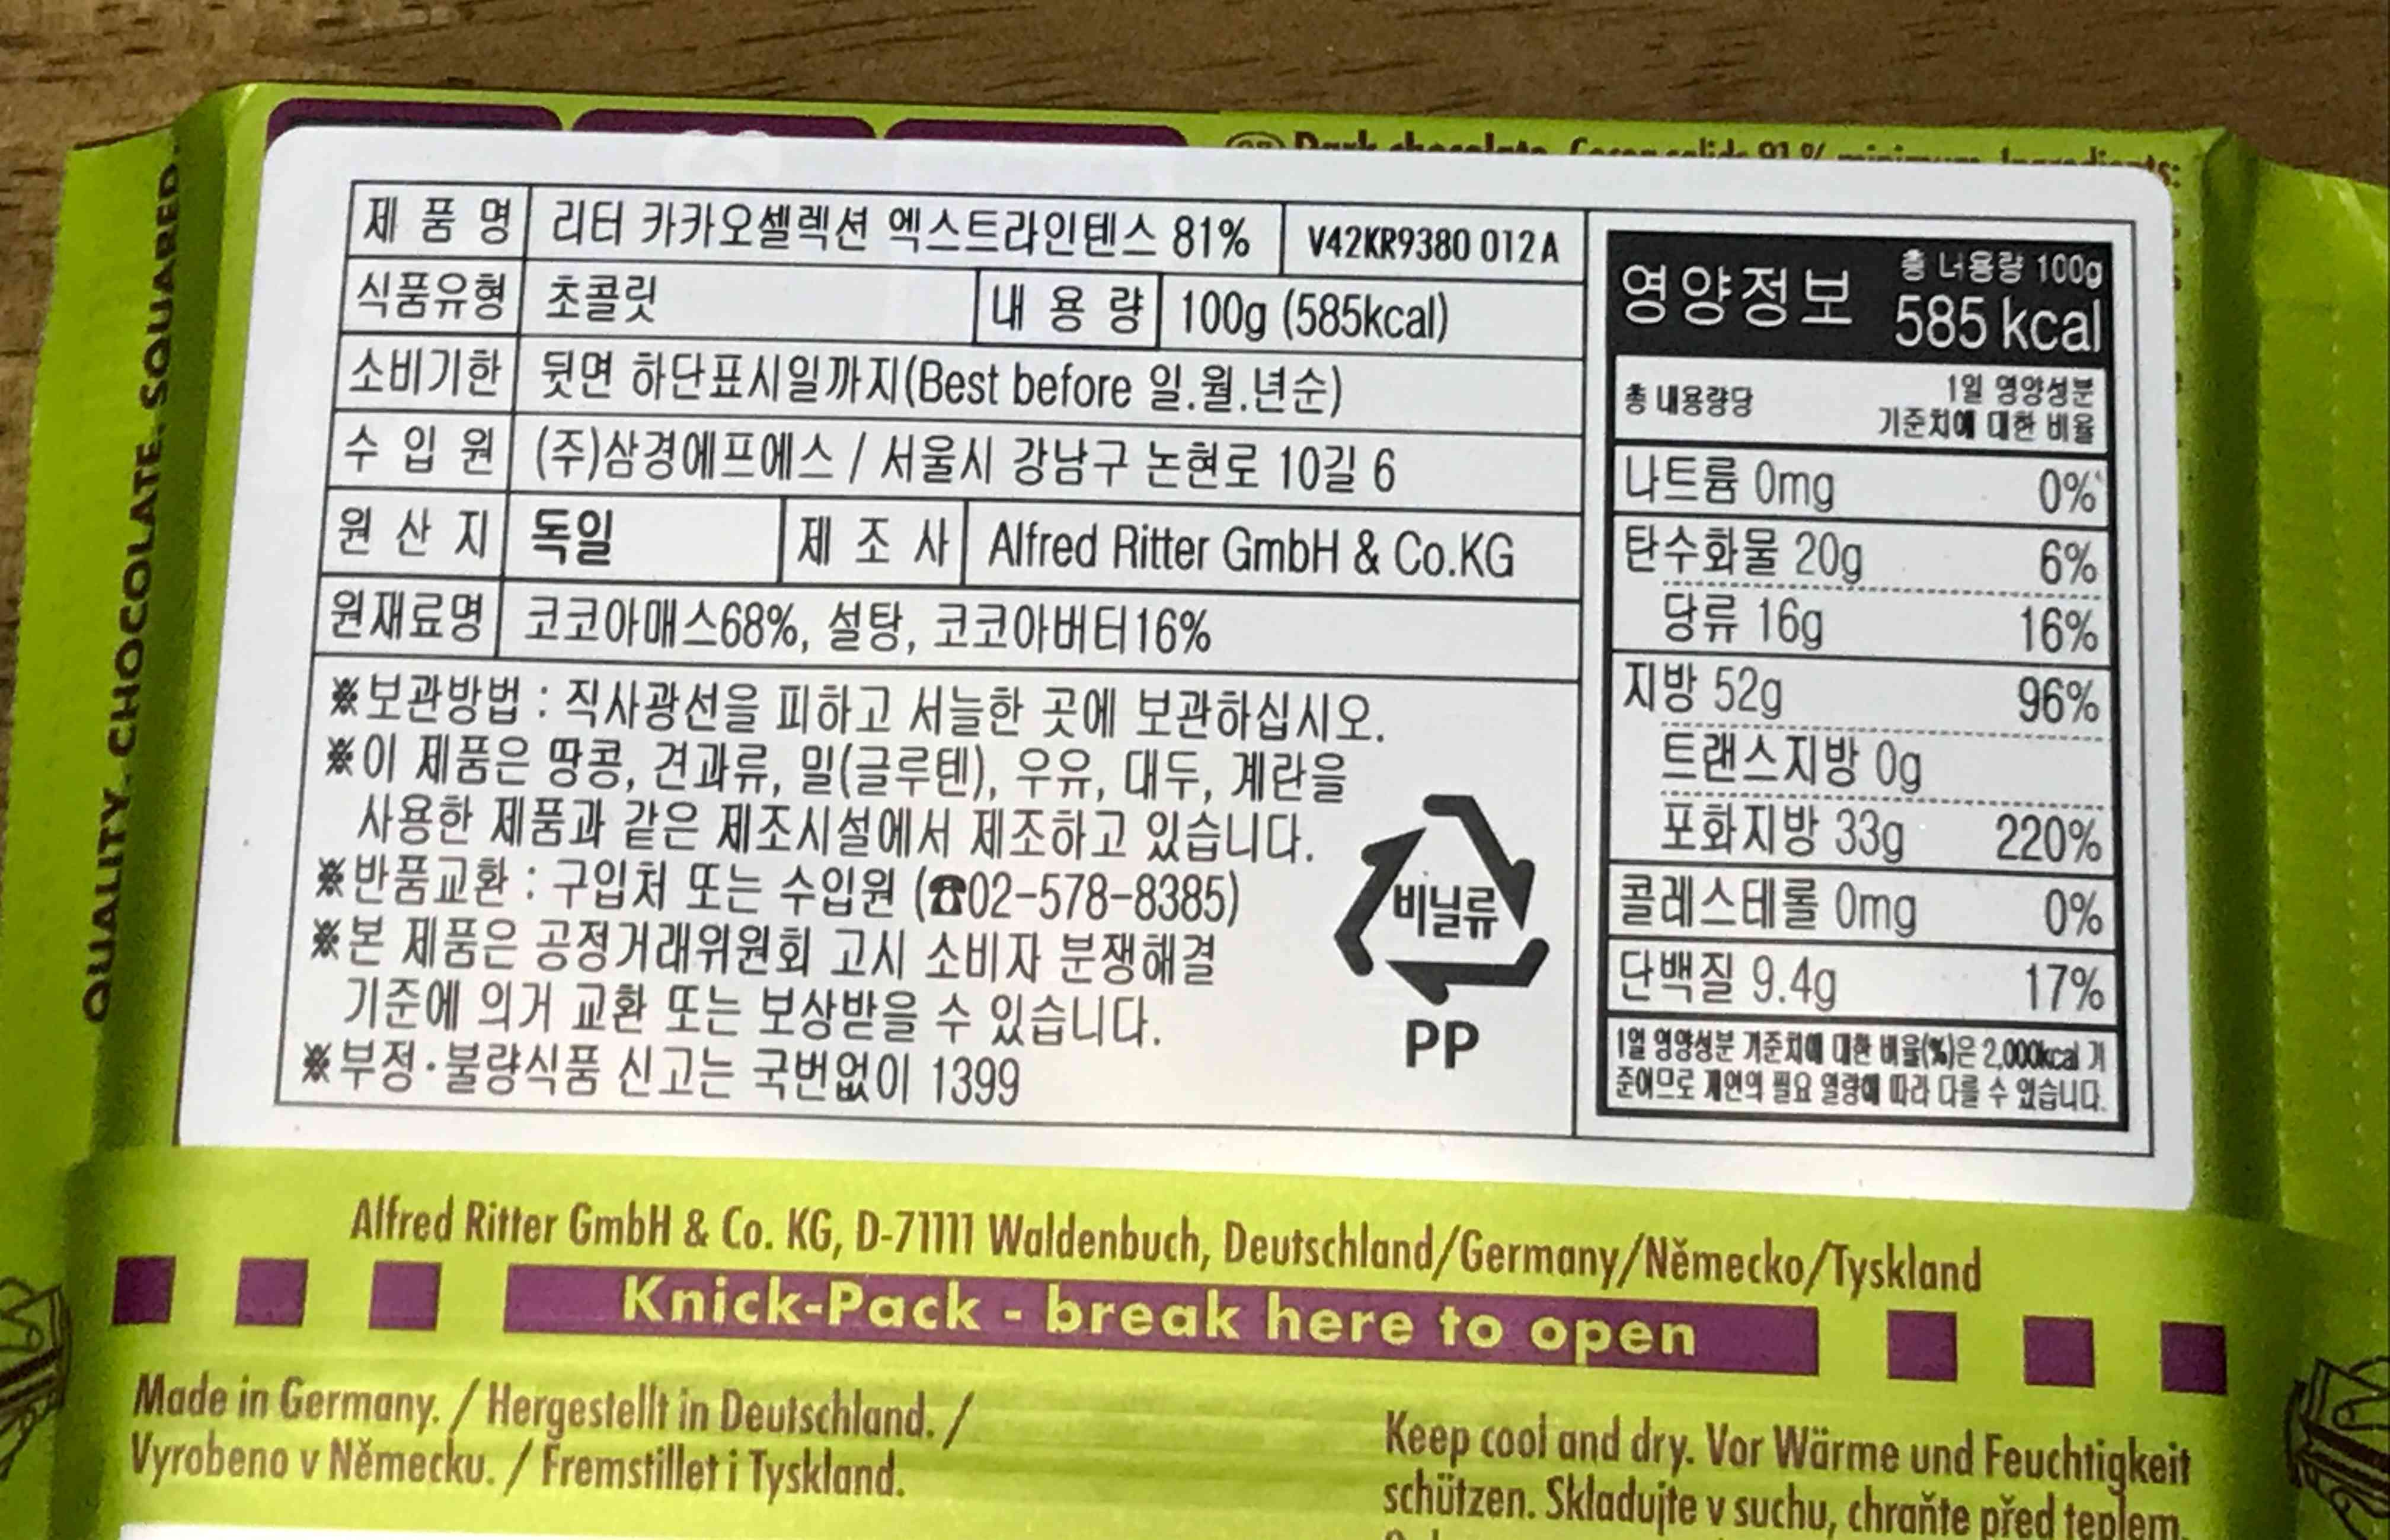 QUALITY. CHOCOLATE. SQUARED.
Dark chocolate. Cocoa solids 81% minimum. Ingredients:
제 품 명 리터 카카오셀렉션 엑스트라인텐스 81% V42KR9380 012A
식품유형 초콜릿 내 용 량 100g (585kcal)
소비기한 뒷면 하단표시일까지(Best before 일.월.년순)
수 입 원 (주)삼경에프에스 / 서울시 강남구 논현로 10길 6
원 산 지 독일 제 조 사 Alfred Ritter GmbH & Co.KG
원재료명 코코아매스68%, 설탕, 코코아버터16%
※보관방법 : 직사광선을 피하고 서늘한 곳에 보관하십시오.
※이 제품은 땅콩, 견과류, 밀(글루텐), 우유, 대두, 계란을
사용한 제품과 같은 제조시설에서 제조하고 있습니다.
※반품교환 : 구입처 또는 수입원 (☎02-578-8385)
※본 제품은 공정거래위원회 고시 소비자 분쟁해결
기준에 의거 교환 또는 보상받을 수 있습니다.
※부정·불량식품 신고는 국번없이 1399
비닐류
PP
영양정보 총 내용량 100g
585 kcal
총 내용량당 1일 영양성분
기준치에 대한 비율
나트륨 0mg 0%
탄수화물 20g 6%
당류 16g 16%
지방 52g 96%
트랜스지방 0g
포화지방 33g 220%
콜레스테롤 0mg 0%
단백질 9.4g 17%
1일 영양성분 기준치에 대한 비율(%)은 2,000kcal 기
준이므로 개인의 필요 열량에 따라 다를 수 있습니다.
Alfred Ritter GmbH & Co. KG, D-71111 Waldenbuch, Deutschland/Germany/Německo/Tyskland
Knick-Pack - break here to open
Made in Germany. / Hergestellt in Deutschland. /
Vyrobeno v Německu. / Fremstillet i Tyskland.
Keep cool and dry. Vor Wärme und Feuchtigkeit
schützen. Skladujte v suchu, chraňte před teplem.